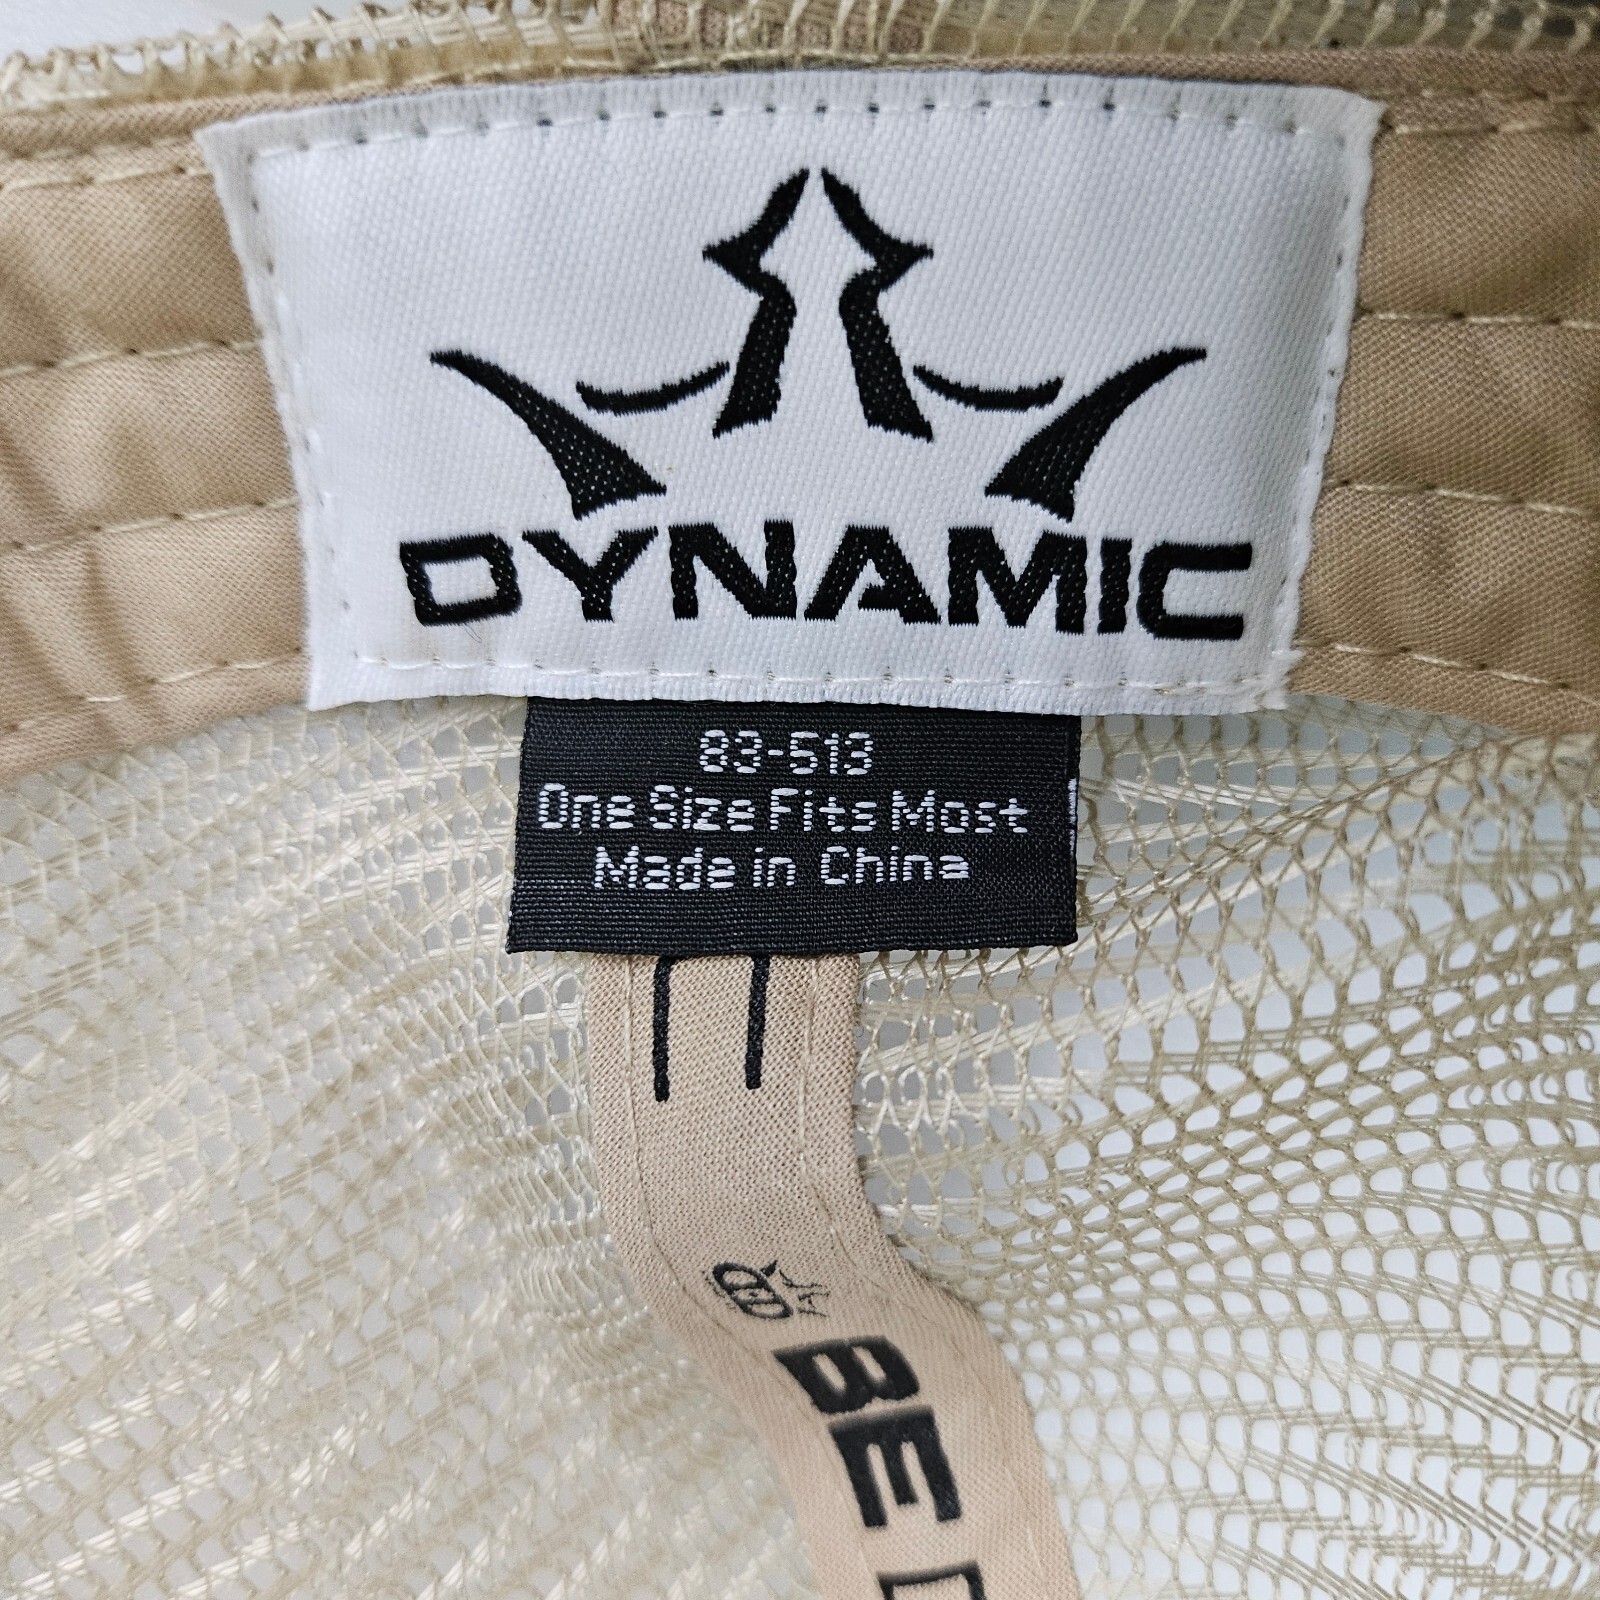 DYNAMIC
83-513
One Size Fits Most
Made in China
BE